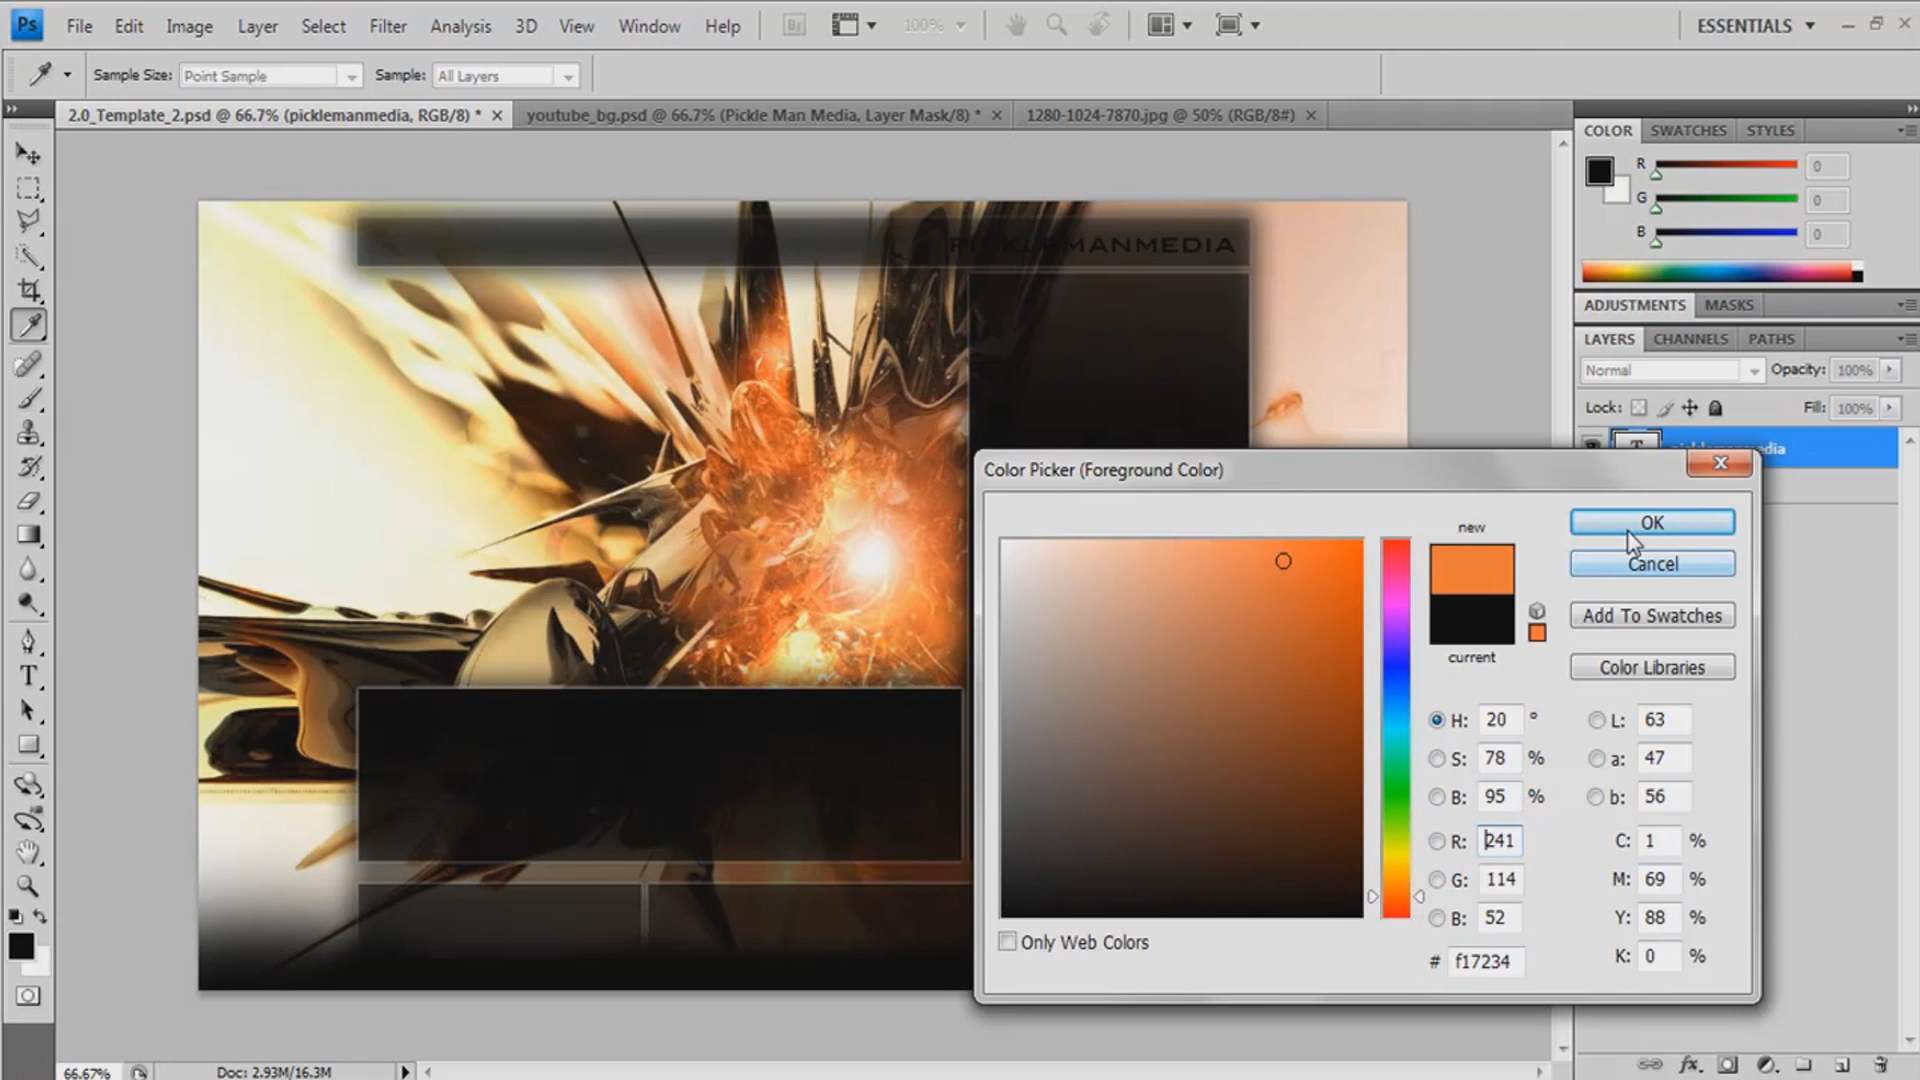 Ps File Edit Image Layer Select Filter Analysis 3D View Window Help Br 100% ESSENTIALS
Sample Size: Point Sample Sample: All Layers
2.0_Template_2.psd @ 66.7% (picklemanmedia, RGB/8) * youtube_bg.psd @ 66.7% (Pickle Man Media, Layer Mask/8) * 1280-1024-7870.jpg @ 50% (RGB/8#)
COLOR SWATCHES STYLES
R 0
G 0
B 0
ADJUSTMENTS MASKS
LAYERS CHANNELS PATHS
Normal Opacity: 100%
Lock: Fill: 100%
PICKLEMANMEDIA
Color Picker (Foreground Color)
new
current
OK
Cancel
Add To Swatches
Color Libraries
H: 20 ° L: 63
S: 78 % a: 47
B: 95 % b: 56
R: 241 C: 1 %
G: 114 M: 69 %
B: 52 Y: 88 %
# f17234 K: 0 %
Only Web Colors
66.67% Doc: 2.93M/16.3M